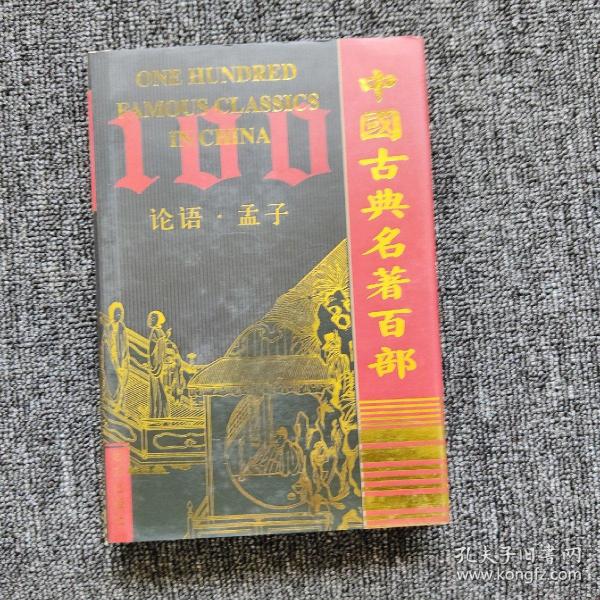 ONE HUNDRED
FAMOUS CLASSICS
IN CHINA
100
论语·孟子
中國古典名著百部
孔夫子旧书网
www.kongfz.com